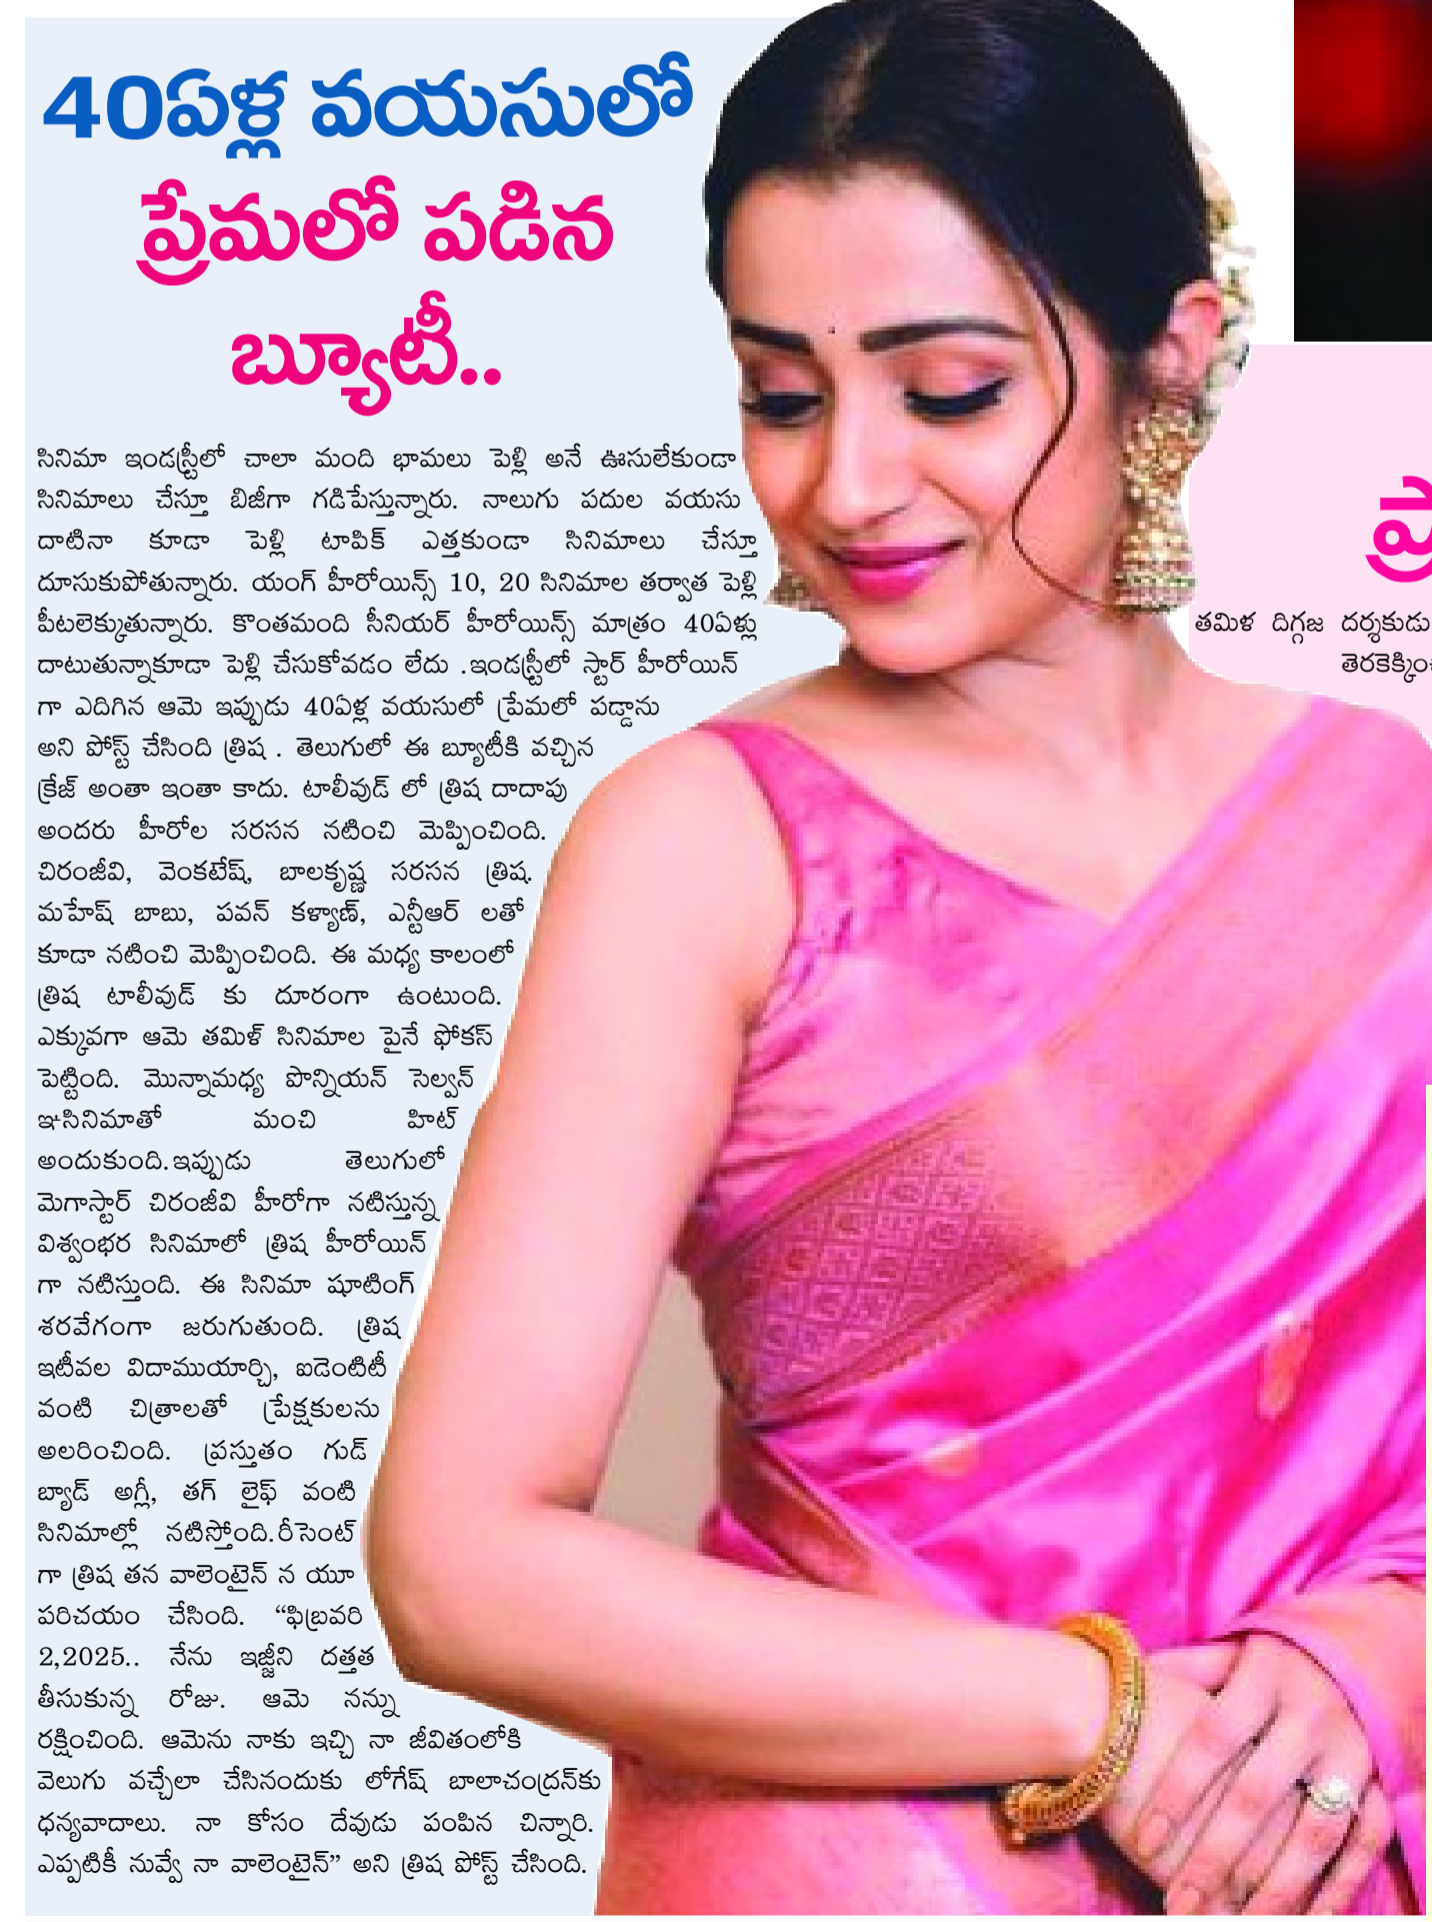 40ఏళ్ల వయసులో
ప్రేమలో పడిన
బ్యూటీ..
సినిమా ఇండస్ట్రీలో చాలా మంది భామలు పెళ్లి అనే ఊసులేకుండా
సినిమాలు చేస్తూ బిజీగా గడిపేస్తున్నారు. నాలుగు పదుల వయసు
దాటినా కూడా పెళ్లి టాపిక్ ఎత్తకుండా సినిమాలు చేస్తూ
దూసుకుపోతున్నారు. యంగ్ హీరోయిన్స్ 10, 20 సినిమాల తర్వాత పెళ్లి
పీటలెక్కుతున్నారు. కొంతమంది సీనియర్ హీరోయిన్స్ మాత్రం 40ఏళ్లు
దాటుతున్నాకూడా పెళ్లి చేసుకోవడం లేదు .ఇండస్ట్రీలో స్టార్ హీరోయిన్
గా ఎదిగిన ఆమె ఇప్పుడు 40ఏళ్ల వయసులో ప్రేమలో పడ్డాను
అని పోస్ట్ చేసింది త్రిష . తెలుగులో ఈ బ్యూటీకి వచ్చిన
క్రేజ్ అంతా ఇంతా కాదు. టాలీవుడ్ లో త్రిష దాదాపు
అందరు హీరోల సరసన నటించి మెప్పించింది.
చిరంజీవి, వెంకటేష్, బాలకృష్ణ సరసన త్రిష.
మహేష్ బాబు, పవన్ కళ్యాణ్, ఎన్టీఆర్ లతో
కూడా నటించి మెప్పించింది. ఈ మధ్య కాలంలో
త్రిష టాలీవుడ్ కు దూరంగా ఉంటుంది.
ఎక్కువగా ఆమె తమిళ్ సినిమాల పైనే ఫోకస్
పెట్టింది. మొన్నామధ్య పొన్నియన్ సెల్వన్
ఞసినిమాతో మంచి హిట్
అందుకుంది.ఇప్పుడు తెలుగులో
మెగాస్టార్ చిరంజీవి హీరోగా నటిస్తున్న
విశ్వంభర సినిమాలో త్రిష హీరోయిన్
గా నటిస్తుంది. ఈ సినిమా షూటింగ్
శరవేగంగా జరుగుతుంది. త్రిష
ఇటీవల విదాముయార్చి, ఐడెంటిటీ
వంటి చిత్రాలతో ప్రేక్షకులను
అలరించింది. ప్రస్తుతం గుడ్
బ్యాడ్ అగ్లీ, తగ్ లైఫ్ వంటి
సినిమాల్లో నటిస్తోంది.రీసెంట్
గా త్రిష తన వాలెంటైన్ న యూ
పరిచయం చేసింది. “ఫిబ్రవరి
2,2025.. నేను ఇజ్జీని దత్తత
తీసుకున్న రోజు. ఆమె నన్ను
రక్షించింది. ఆమెను నాకు ఇచ్చి నా జీవితంలోకి
వెలుగు వచ్చేలా చేసినందుకు లోగేష్ బాలాచంద్రన్‌కు
ధన్యవాదాలు. నా కోసం దేవుడు పంపిన చిన్నారి.
ఎప్పటికీ నువ్వే నా వాలెంటైన్” అని త్రిష పోస్ట్ చేసింది.
తమిళ దిగ్గజ దర్శకుడు